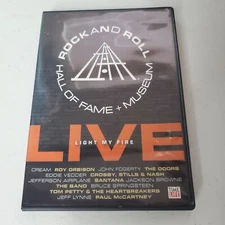 ROCK AND ROLL
HALL OF FAME + MUSEUM
LIVE
LIGHT MY FIRE
CREAM ROY ORBISON JOHN FOGERTY THE DOORS
EDDIE VEDDER CROSBY, STILLS & NASH
JEFFERSON AIRPLANE SANTANA JACKSON BROWNE
THE BAND BRUCE SPRINGSTEEN
TOM PETTY & THE HEARTBREAKERS
JEFF LYNNE PAUL McCARTNEY
TIME LIFE